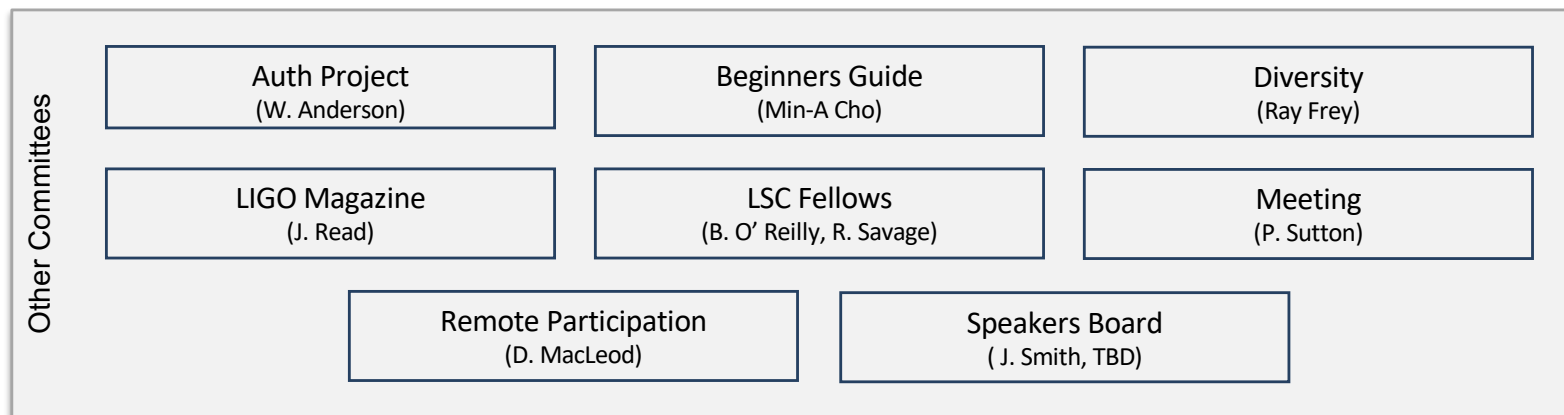 Other Committees
Auth Project
(W. Anderson)
Beginners Guide
(Min-A Cho)
Diversity
(Ray Frey)
LIGO Magazine
(J. Read)
LSC Fellows
(B. O' Reilly, R. Savage)
Meeting
(P. Sutton)
Remote Participation
(D. MacLeod)
Speakers Board
( J. Smith, TBD)